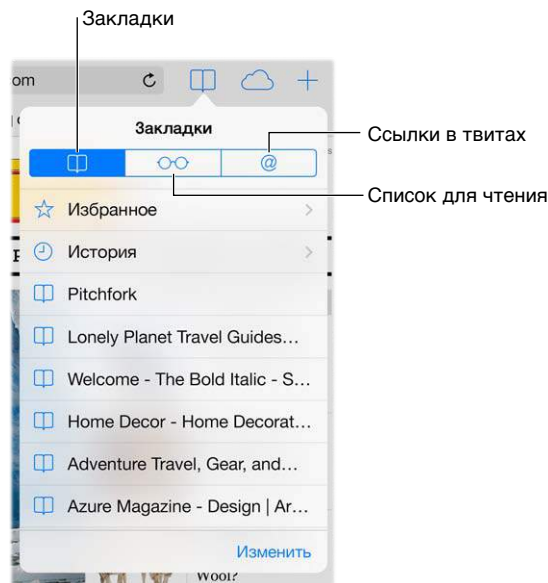 Закладки
om
Закладки
Ссылки в твитах
@
Список для чтения
Избранное
История
Pitchfork
Lonely Planet Travel Guides...
Welcome - The Bold Italic - S...
Home Decor - Home Decorat...
Adventure Travel, Gear, and...
Azure Magazine - Design | Ar...
Изменить
Wool?